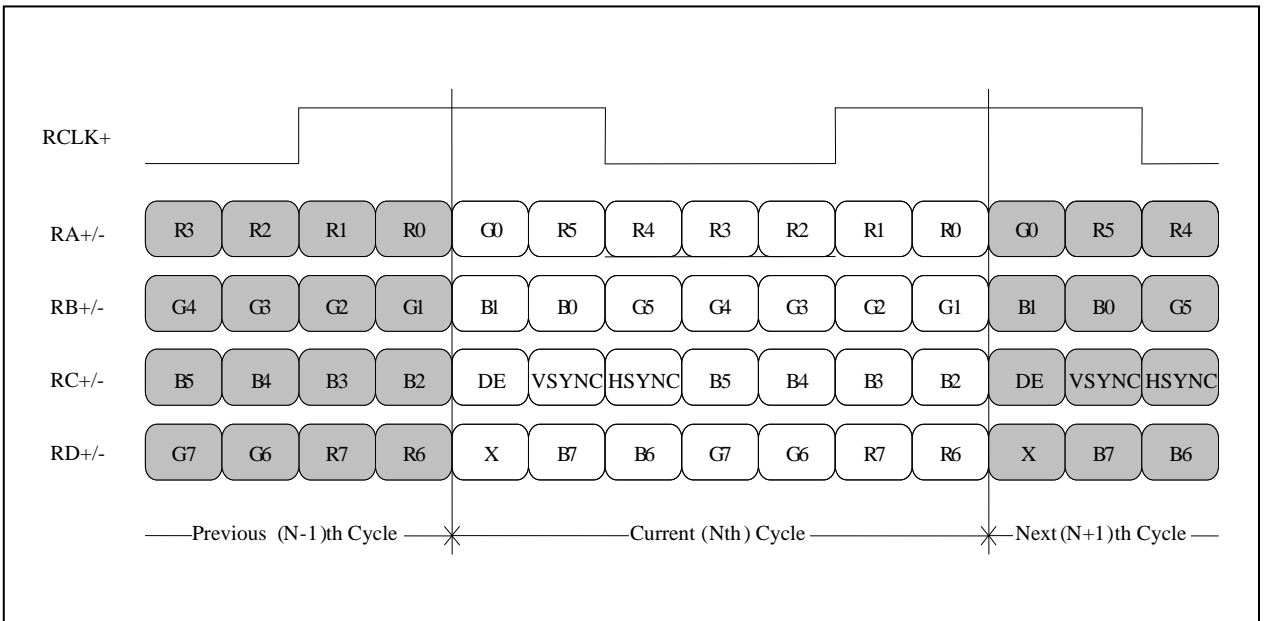 RCLK+
RA+/- R3 R2 R1 R0 G0 R5 R4 R3 R2 R1 R0 G0 R5 R4
RB+/- G4 G3 G2 G1 B1 B0 G5 G4 G3 G2 G1 B1 B0 G5
RC+/- B5 B4 B3 B2 DE VSYNC HSYNC B5 B4 B3 B2 DE VSYNC HSYNC
RD+/- G7 G6 R7 R6 X B7 B6 G7 G6 R7 R6 X B7 B6
Previous (N-1)th Cycle Current (Nth) Cycle Next (N+1)th Cycle